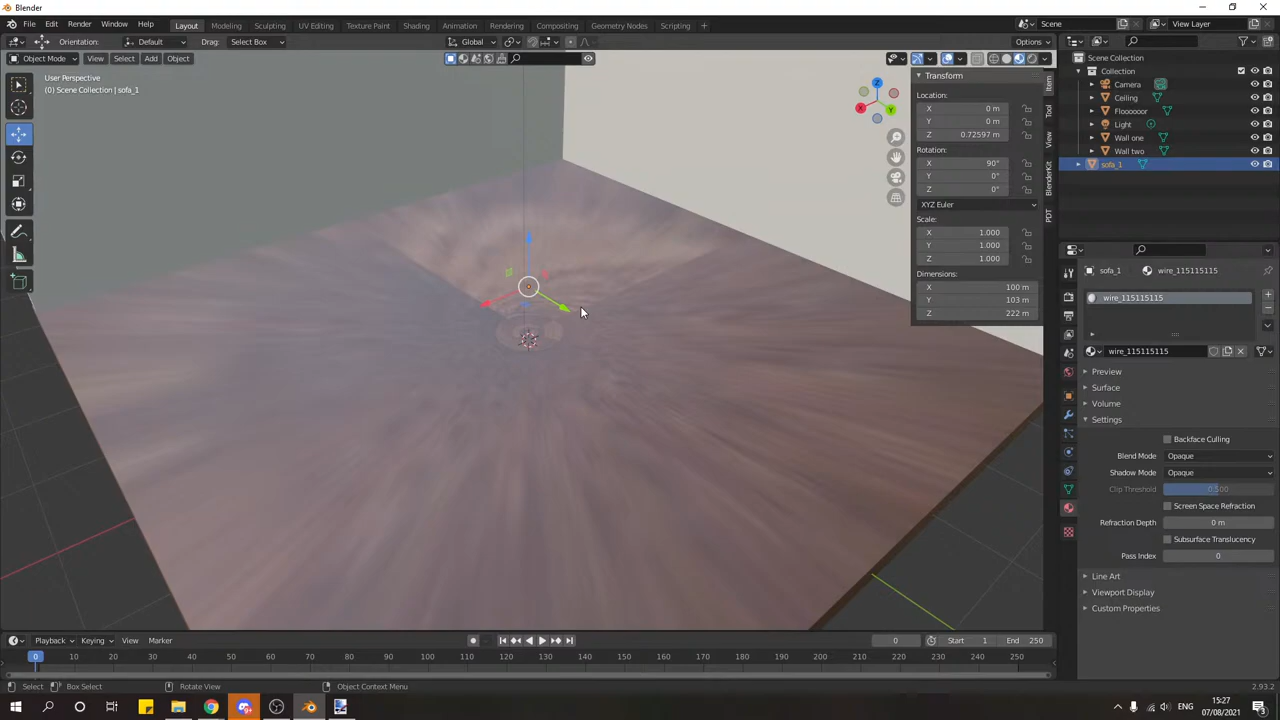 Blender
File Edit Render Window Help Layout Modeling Sculpting UV Editing Texture Paint Shading Animation Rendering Compositing Geometry Nodes Scripting + Scene View Layer
Orientation: Default Drag: Select Box Global Options
Object Mode View Select Add Object
User Perspective
(0) Scene Collection | sofa_1
Z
X
Y
Transform
Location:
X 0 m
Y 0 m
Z 0.72597 m
Rotation:
X 90°
Y 0°
Z 0°
XYZ Euler
Scale:
X 1.000
Y 1.000
Z 1.000
Dimensions:
X 100 m
Y 103 m
Z 222 m
Item
Tool
View
BlenderKit
PDT
Scene Collection
Collection
Camera
Ceiling
Flooooor
Light
Wall one
Wall two
sofa_1
sofa_1 wire_115115115
wire_115115115
wire_115115115
Preview
Surface
Volume
Settings
Backface Culling
Blend Mode Opaque
Shadow Mode Opaque
Clip Threshold 0.500
Screen Space Refraction
Refraction Depth 0 m
Subsurface Translucency
Pass Index 0
Line Art
Viewport Display
Custom Properties
Playback Keying View Marker 0 Start 1 End 250
0 10 20 30 40 50 60 70 80 90 100 110 120 130 140 150 160 170 180 190 200 210 220 230 240 250
Select Box Select Rotate View Object Context Menu 2.93.2
ENG 15:27
07/08/2021